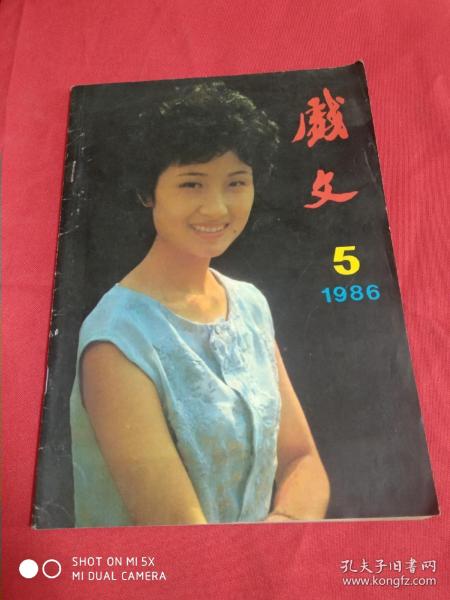 戲文
5
1986
SHOT ON MI 5X
MI DUAL CAMERA
孔夫子旧书网
www.kongfz.com